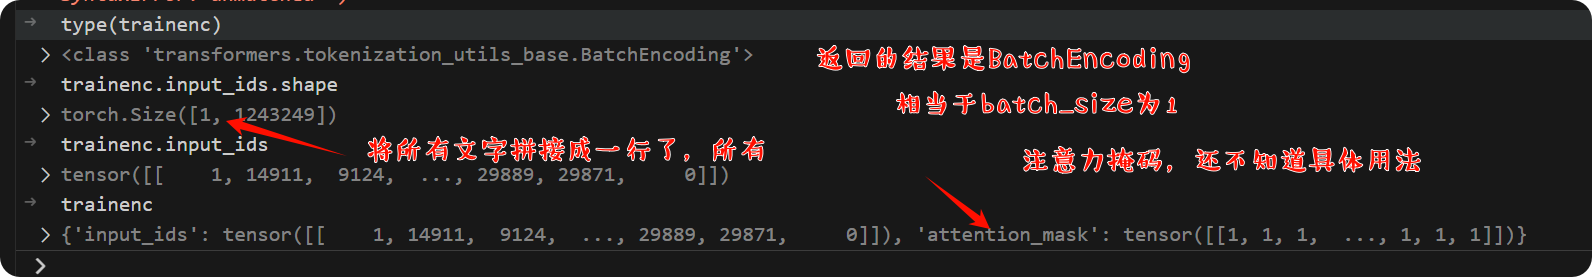 type(trainenc)
<class 'transformers.tokenization_utils_base.BatchEncoding'>
返回的结果是BatchEncoding
trainenc.input_ids.shape
相当于batch_size为1
torch.Size([1, 1243249])
trainenc.input_ids
将所有文字拼接成一行了，所有
注意力掩码，还不知道具体用法
tensor([[    1, 14911,  9124,  ..., 29889, 29871,     0]])
trainenc
{'input_ids': tensor([[    1, 14911,  9124,  ..., 29889, 29871,     0]]), 'attention_mask': tensor([[1, 1, 1,  ..., 1, 1, 1]])}